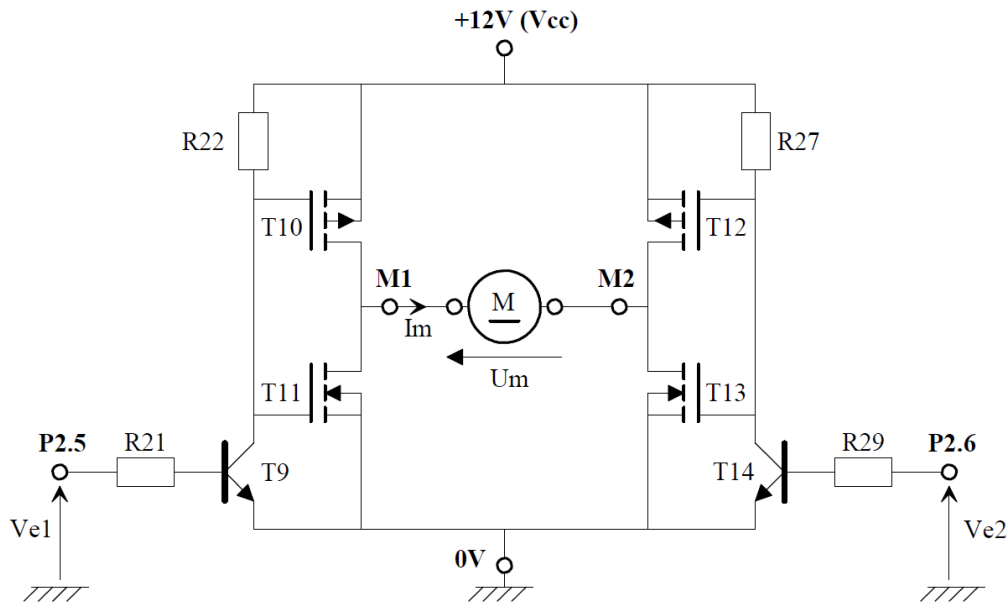 +12V (Vcc)
R22
R27
T10
T12
M1
M
M2
Im
Um
T11
T13
P2.5
R21
T9
T14
R29
P2.6
Ve1
0V
Ve2